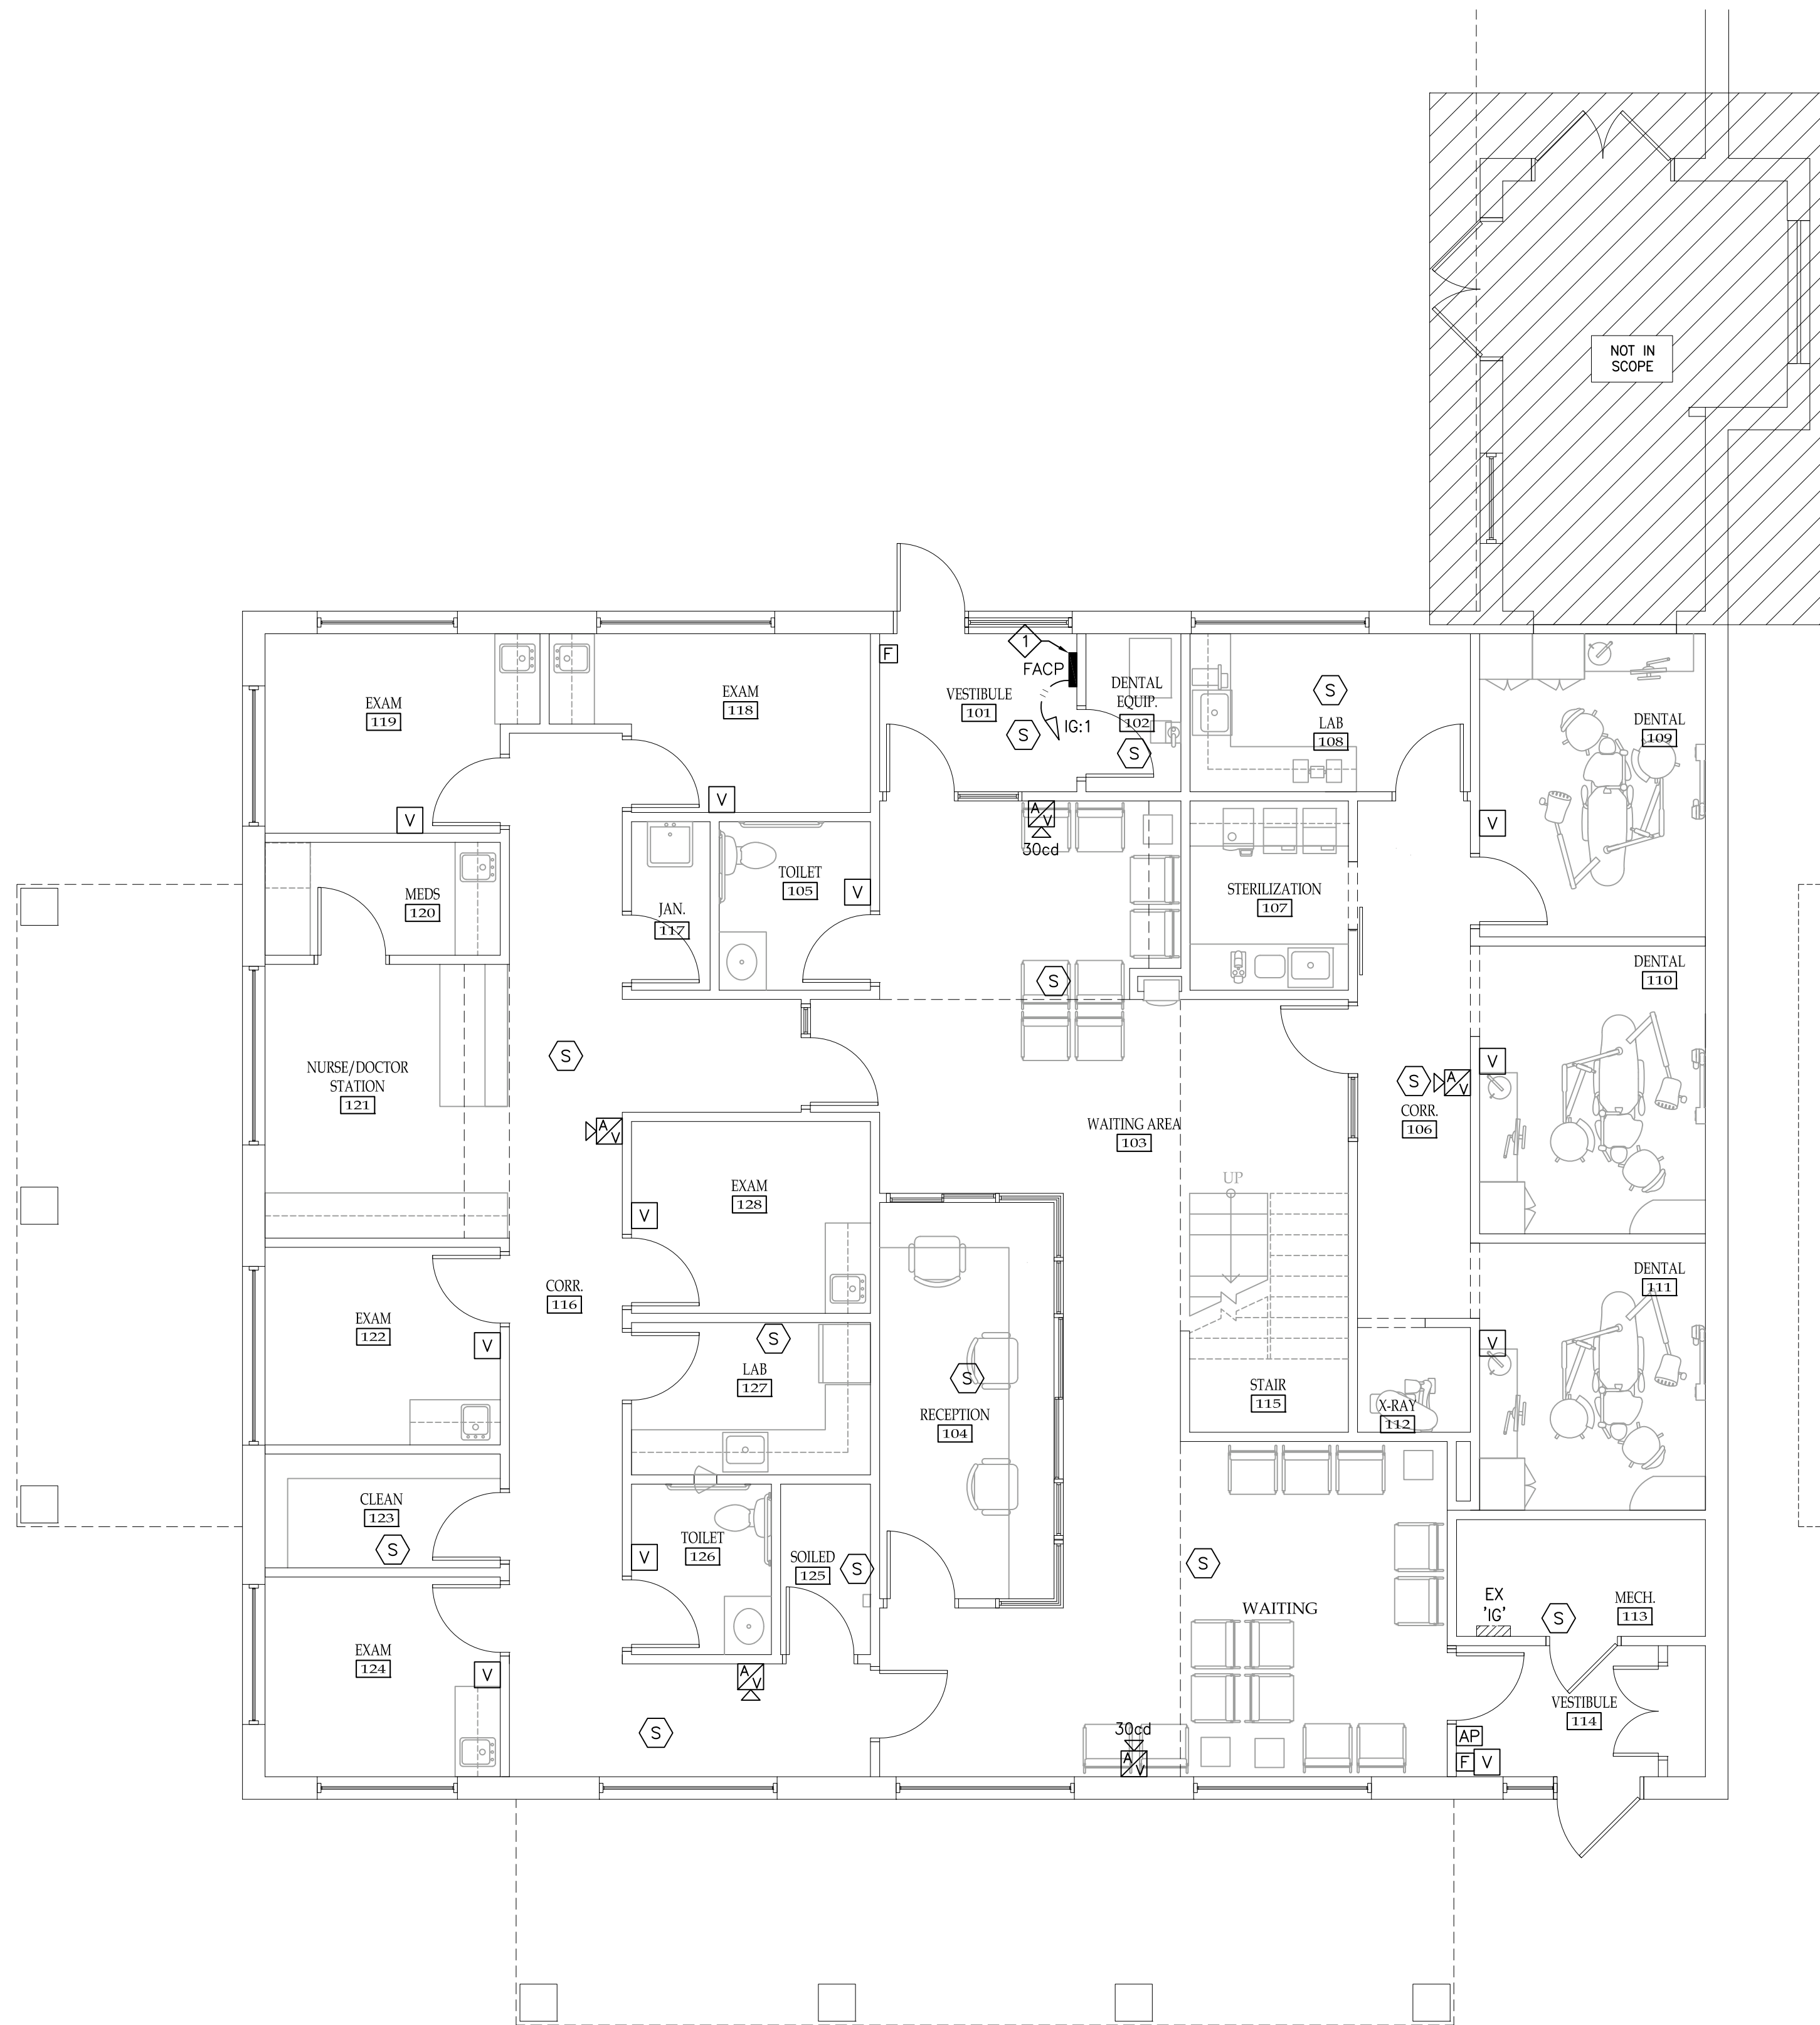 NOT IN
SCOPE
1
F
FACP
EXAM
119
EXAM
118
VESTIBULE
101
IG:1
S
DENTAL
EQUIP.
102
S
S
LAB
108
DENTAL
109
V
V
A
V
30cd
V
MEDS
120
JAN.
117
TOILET
105
V
STERILIZATION
107
S
DENTAL
110
S
NURSE/DOCTOR
STATION
121
A
V
WAITING AREA
103
S
A
V
CORR.
106
V
EXAM
128
V
UP
CORR.
116
EXAM
122
V
S
LAB
127
S
RECEPTION
104
STAIR
115
X-RAY
112
DENTAL
111
V
CLEAN
123
S
TOILET
126
V
SOILED
125
S
S
WAITING
EX
'IG'
S
MECH.
113
EXAM
124
V
A
V
S
30cd
A
V
VESTIBULE
114
AP
F
V